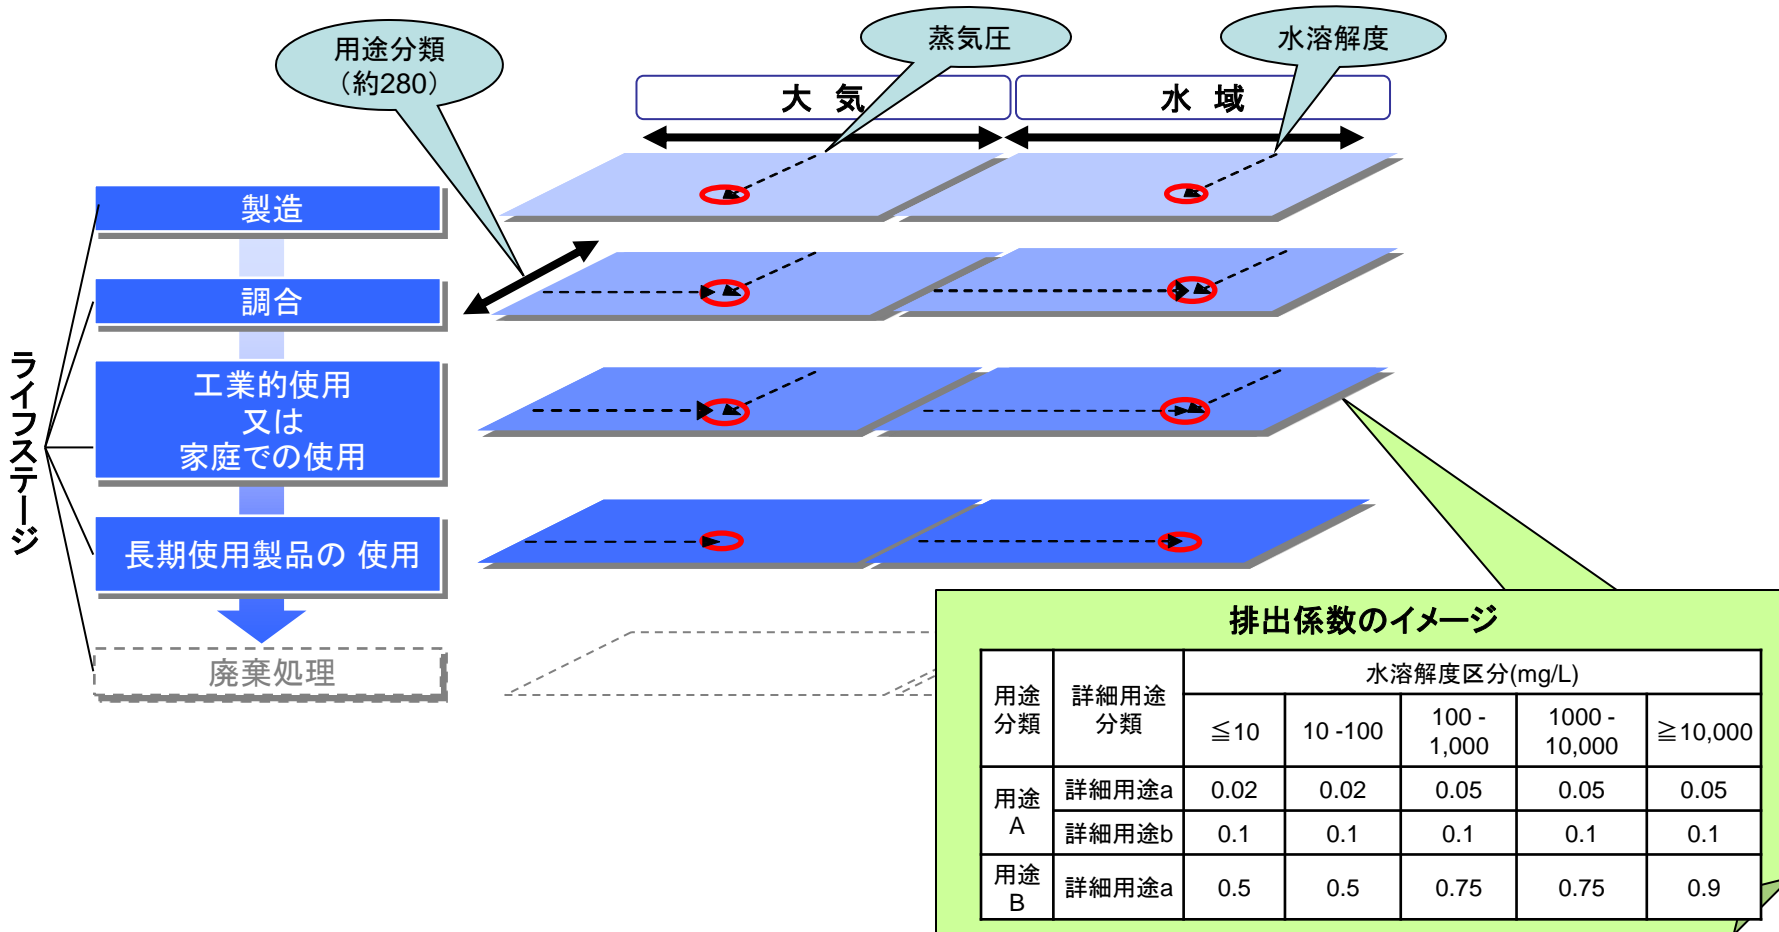 用途分類
（約280）
蒸気圧
水溶解度
大 気
水 域
ライフステージ
製造
調合
工業的使用
又は
家庭での使用
長期使用製品の 使用
廃棄処理
排出係数のイメージ
用途
分類
詳細用途
分類
水溶解度区分(mg/L)
≦10
10 -100
100 -
1,000
1000 -
10,000
≧10,000
用途
A
詳細用途a
0.02
0.02
0.05
0.05
0.05
詳細用途b
0.1
0.1
0.1
0.1
0.1
用途
B
詳細用途a
0.5
0.5
0.75
0.75
0.9